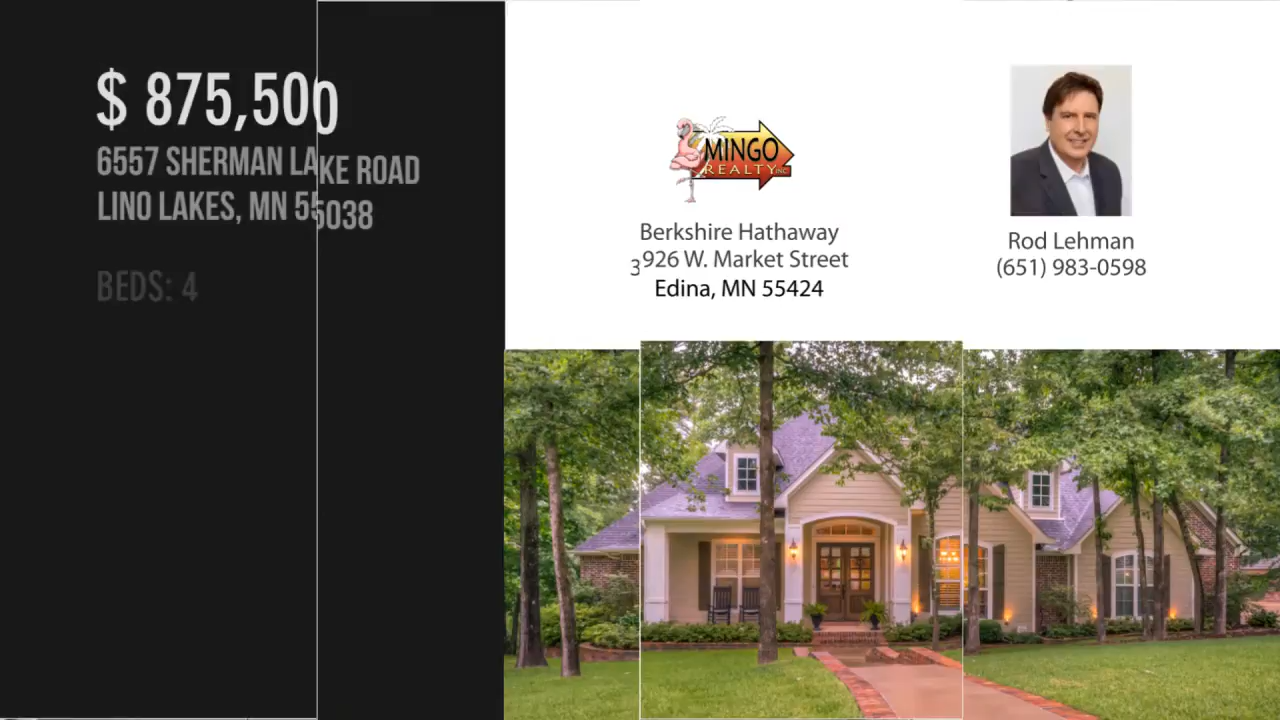 $ 875,500
6557 SHERMAN LAKE ROAD
LINO LAKES, MN 55038
BEDS: 4
MINGO
REALTY INC
Berkshire Hathaway
3926 W. Market Street
Edina, MN 55424
Rod Lehman
(651) 983-0598